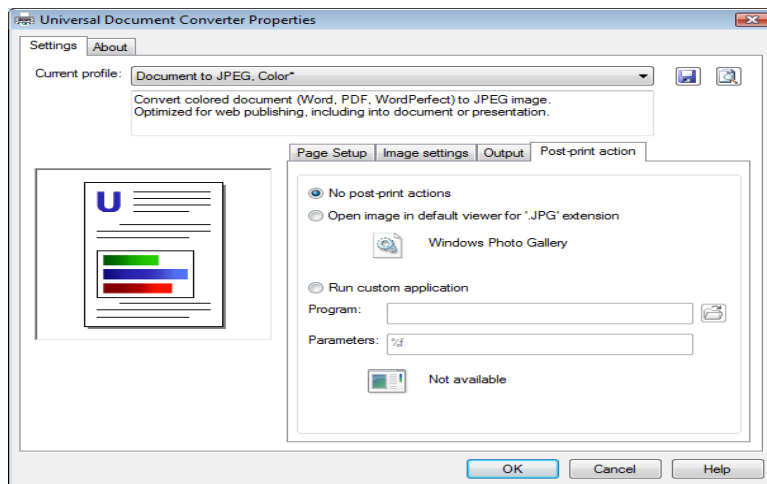 Universal Document Converter Properties
Settings
About
Current profile:
Document to JPEG, Color*
Convert colored document (Word, PDF, WordPerfect) to JPEG image.
Optimized for web publishing, including into document or presentation.
Page Setup
Image settings
Output
Post-print action
U
No post-print actions
Open image in default viewer for '.JPG' extension
Windows Photo Gallery
Run custom application
Program:
Parameters:
%f
Not available
OK
Cancel
Help